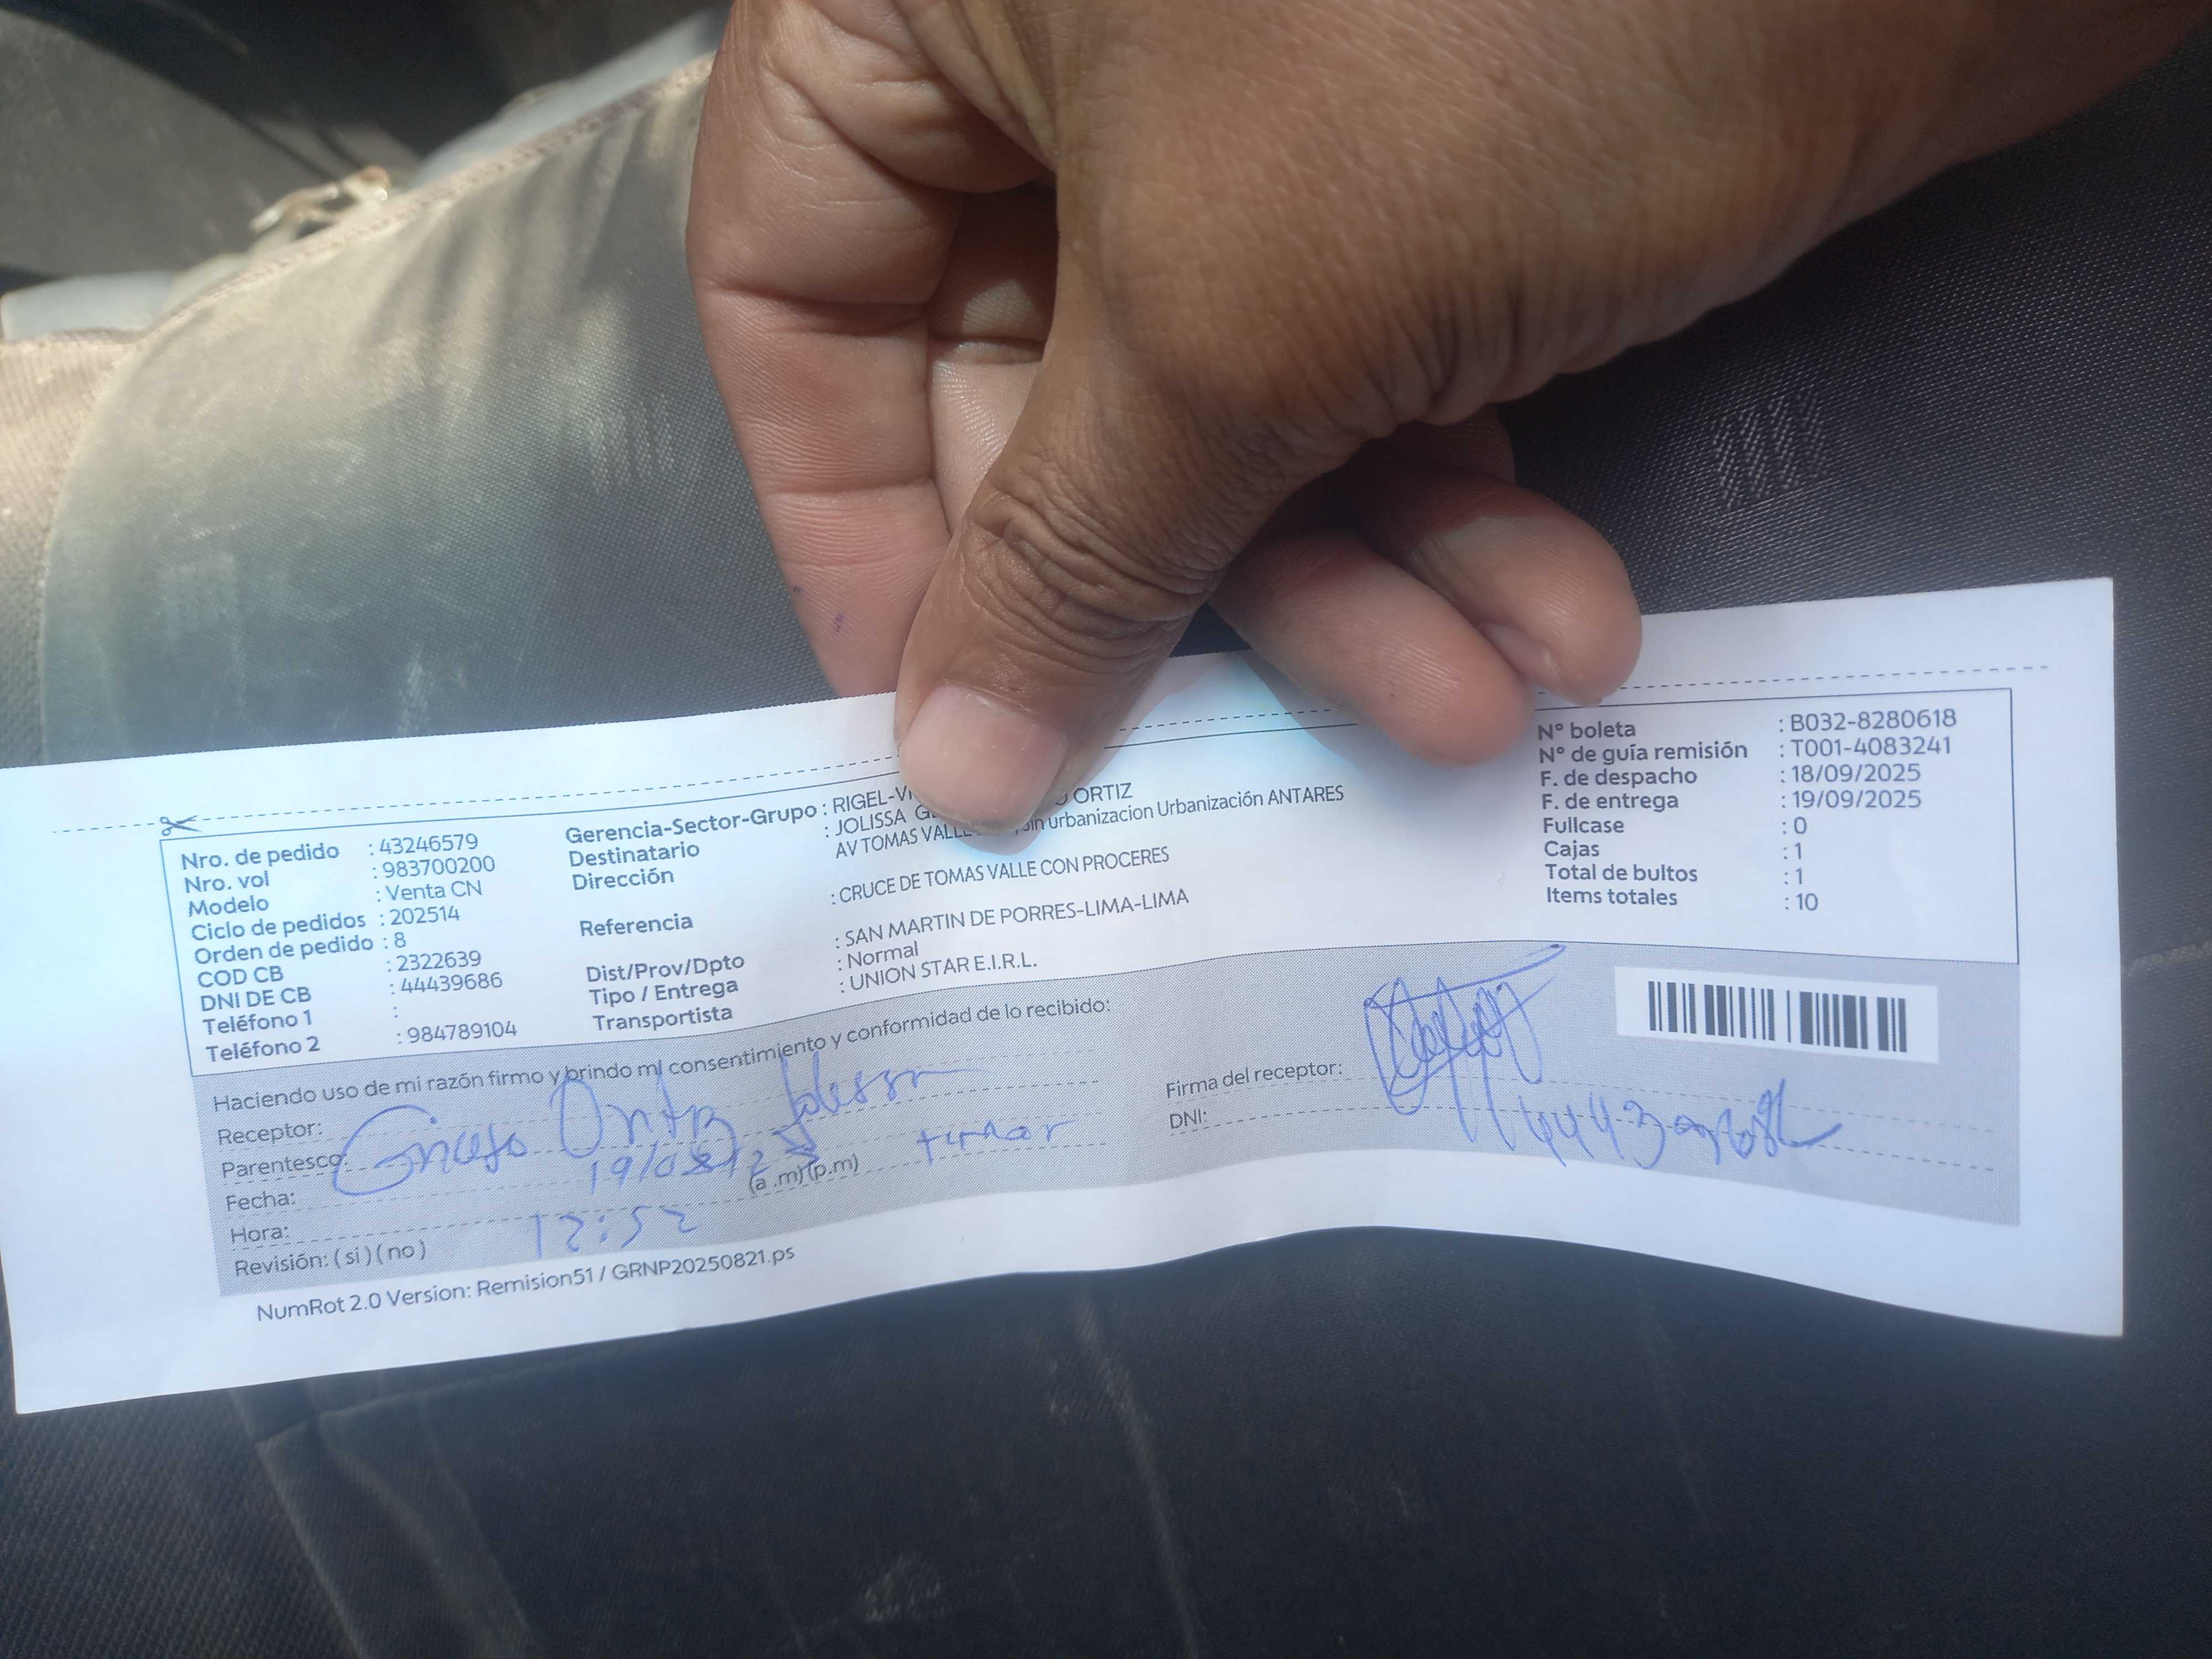 Nro. de pedido : 43246579
Nro. vol : 983700200
Modelo : Venta CN
Ciclo de pedidos : 202514
Orden de pedido : 8
COD CB : 2322639
DNI DE CB : 44439686
Teléfono 1 :
Teléfono 2 : 984789104
Gerencia-Sector-Grupo : RIGEL-
Destinatario : JOLISSA ORTIZ
Dirección : AV TOMAS VALLE urbanizacion Urbanización ANTARES
Referencia : CRUCE DE TOMAS VALLE CON PROCERES
Dist/Prov/Dpto : SAN MARTIN DE PORRES-LIMA-LIMA
Tipo / Entrega : Normal
Transportista : UNION STAR E.I.R.L.
N° boleta : B032-8280618
N° de guía remisión : T001-4083241
F. de despacho : 18/09/2025
F. de entrega : 19/09/2025
Fullcase : 0
Cajas : 1
Total de bultos : 1
Items totales : 10
Haciendo uso de mi razón firmo y brindo mi consentimiento y conformidad de lo recibido:
Receptor: Ortiz
Parentesco:
Fecha:
Hora: 12:52 (a .m) (p.m)
Revisión: ( si ) ( no )
Firma del receptor:
DNI:
NumRot 2.0 Version: Remision51 / GRNP20250821.ps